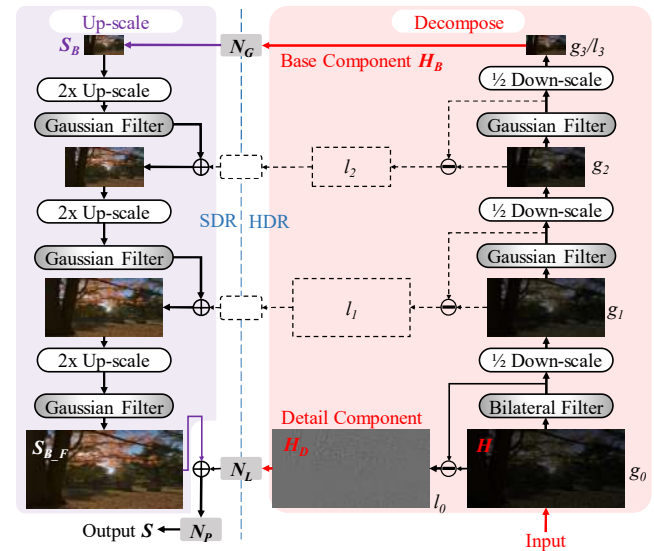 Up-scale
Decompose
S_B
N_G
g_3/l_3
Base Component H_B
2x Up-scale
½ Down-scale
Gaussian Filter
Gaussian Filter
l_2
g_2
2x Up-scale
SDR
HDR
½ Down-scale
Gaussian Filter
Gaussian Filter
l_1
g_1
2x Up-scale
½ Down-scale
Gaussian Filter
Detail Component
Bilateral Filter
S_{B_F}
H_D
H
N_L
g_0
l_0
Output S
N_P
Input